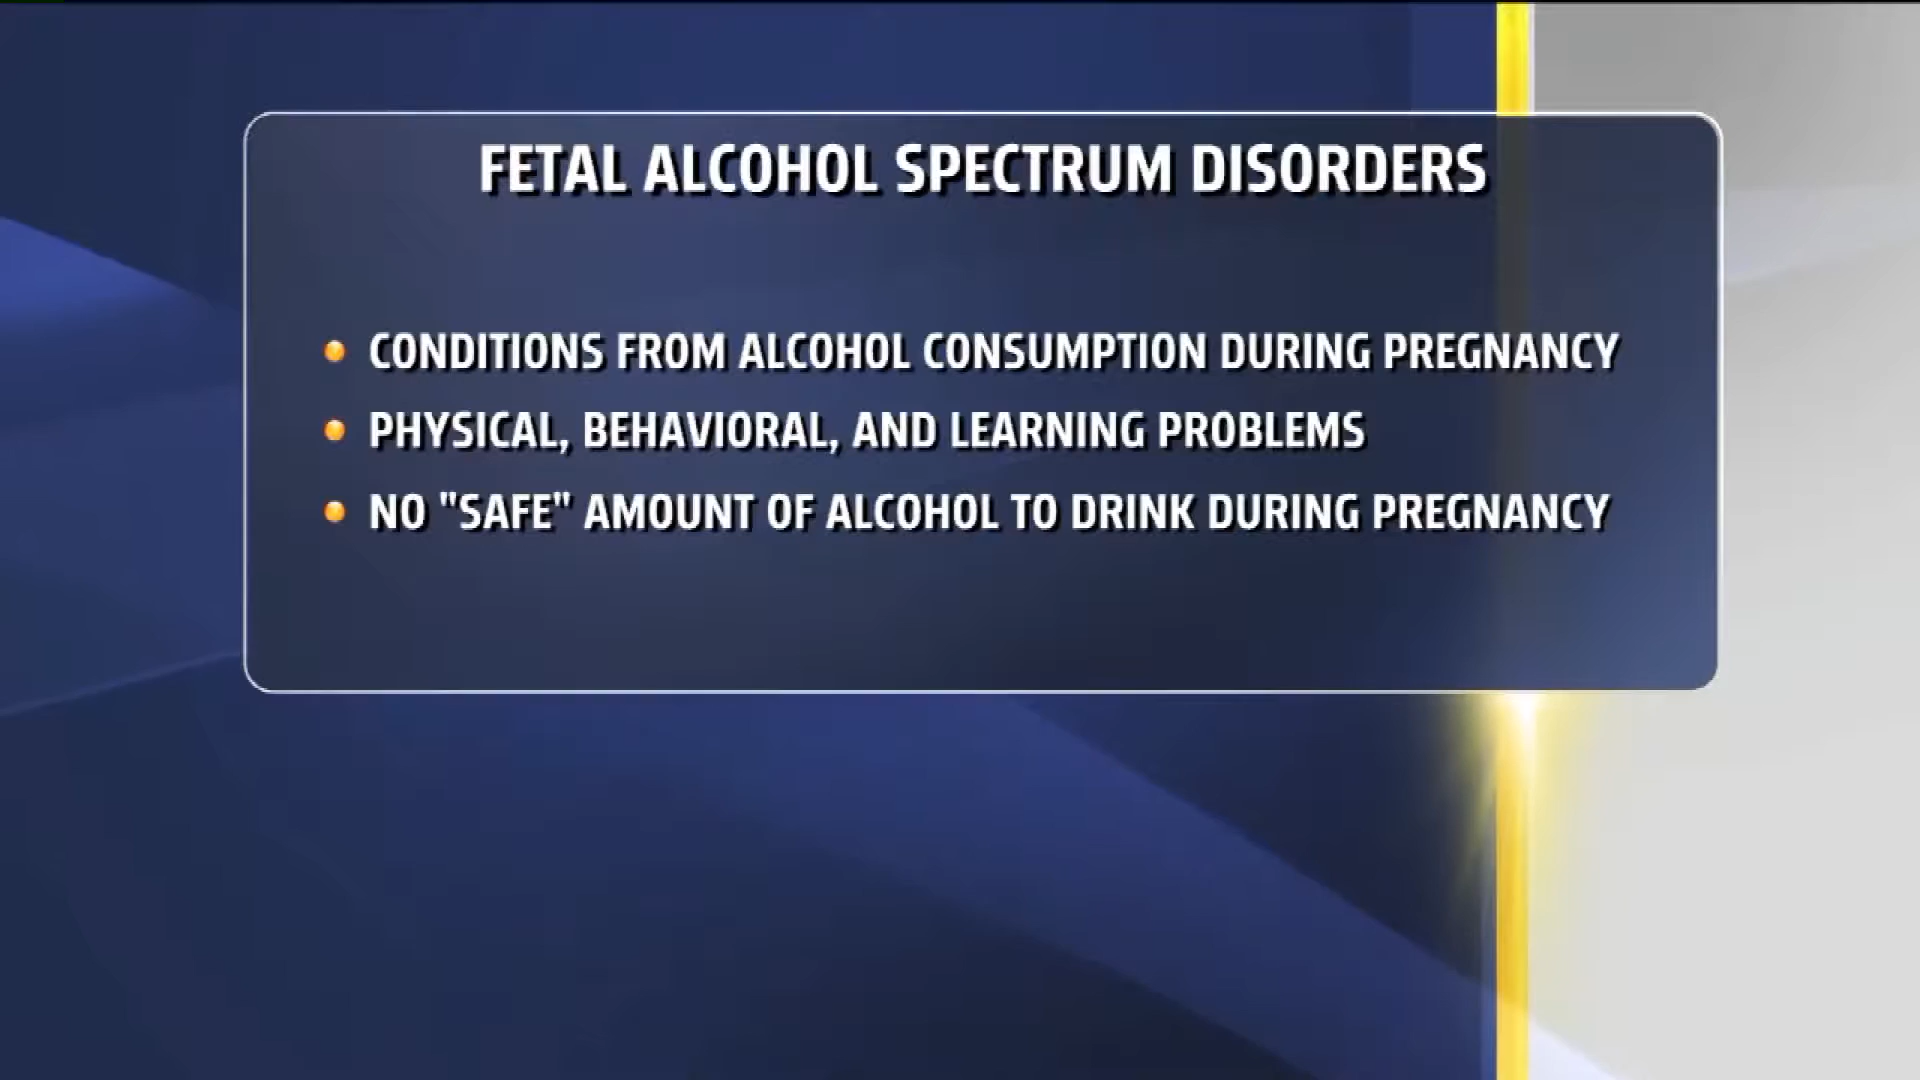 FETAL ALCOHOL SPECTRUM DISORDERS
CONDITIONS FROM ALCOHOL CONSUMPTION DURING PREGNANCY
PHYSICAL, BEHAVIORAL, AND LEARNING PROBLEMS
NO "SAFE" AMOUNT OF ALCOHOL TO DRINK DURING PREGNANCY